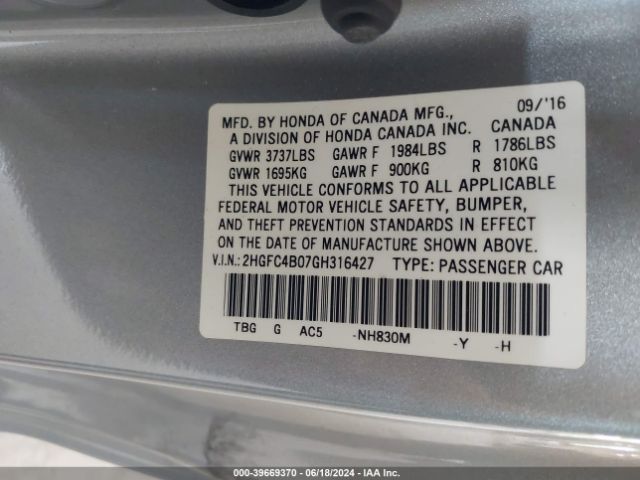 MFD. BY HONDA OF CANADA MFG., 09/'16
A DIVISION OF HONDA CANADA INC. CANADA
GVWR 3737LBS GAWR F 1984LBS R 1786LBS
GVWR 1695KG GAWR F 900KG R 810KG
THIS VEHICLE CONFORMS TO ALL APPLICABLE
FEDERAL MOTOR VEHICLE SAFETY, BUMPER,
AND THEFT PREVENTION STANDARDS IN EFFECT
ON THE DATE OF MANUFACTURE SHOWN ABOVE.
V.I.N.: 2HGFC4B07GH316427 TYPE: PASSENGER CAR
TBG G AC5 -NH830M -Y -H
000-39669370 - 06/18/2024 - IAA Inc.